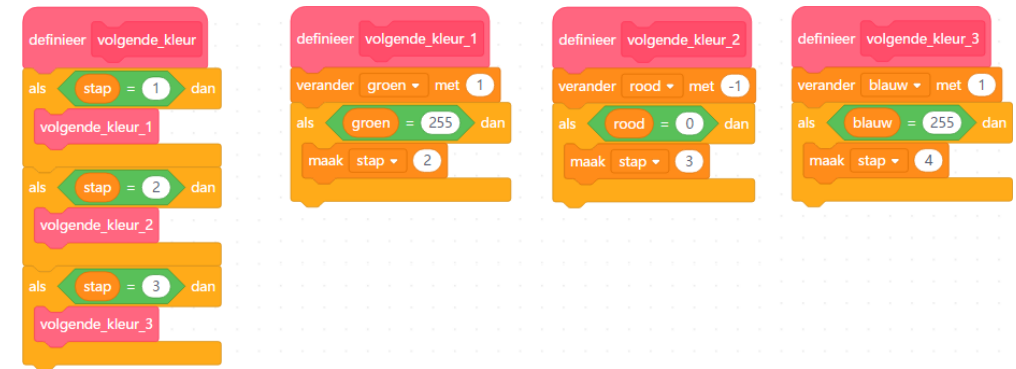 definieer volgende_kleur
als stap = 1 dan
volgende_kleur_1
als stap = 2 dan
volgende_kleur_2
als stap = 3 dan
volgende_kleur_3
definieer volgende_kleur_1
verander groen met 1
als groen = 255 dan
maak stap 2
definieer volgende_kleur_2
verander rood met -1
als rood = 0 dan
maak stap 3
definieer volgende_kleur_3
verander blauw met 1
als blauw = 255 dan
maak stap 4